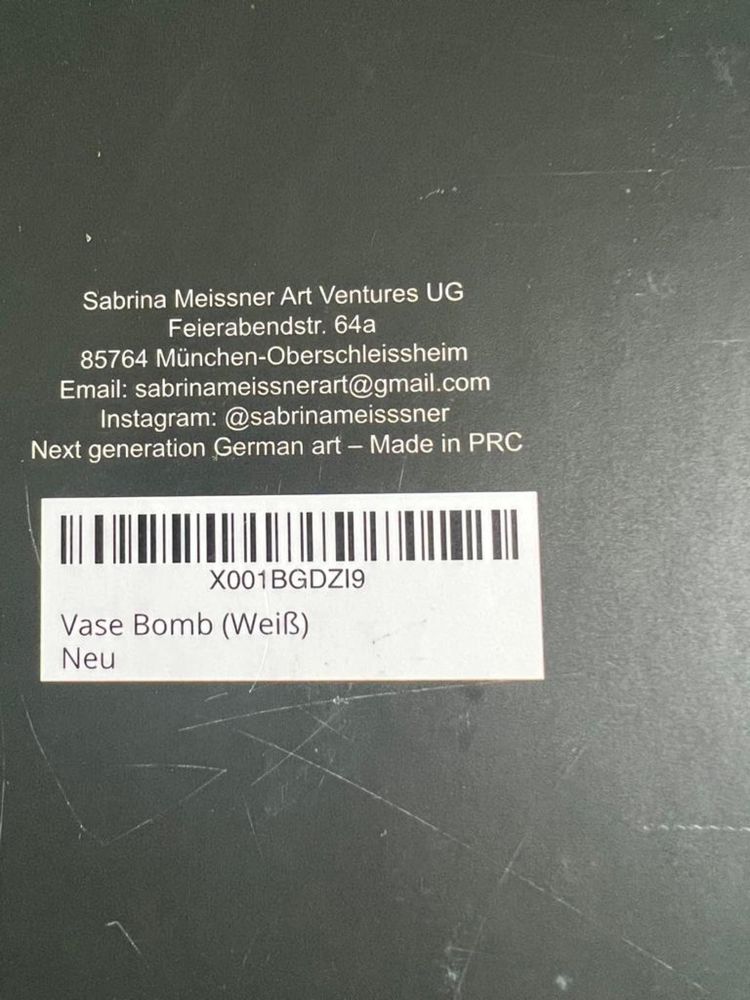 Sabrina Meissner Art Ventures UG
Feierabendstr. 64a
85764 München-Oberschleissheim
Email: sabrinameissnerart@gmail.com
Instagram: @sabrinameisssner
Next generation German art – Made in PRC
X001BGDZI9
Vase Bomb (Weiß)
Neu